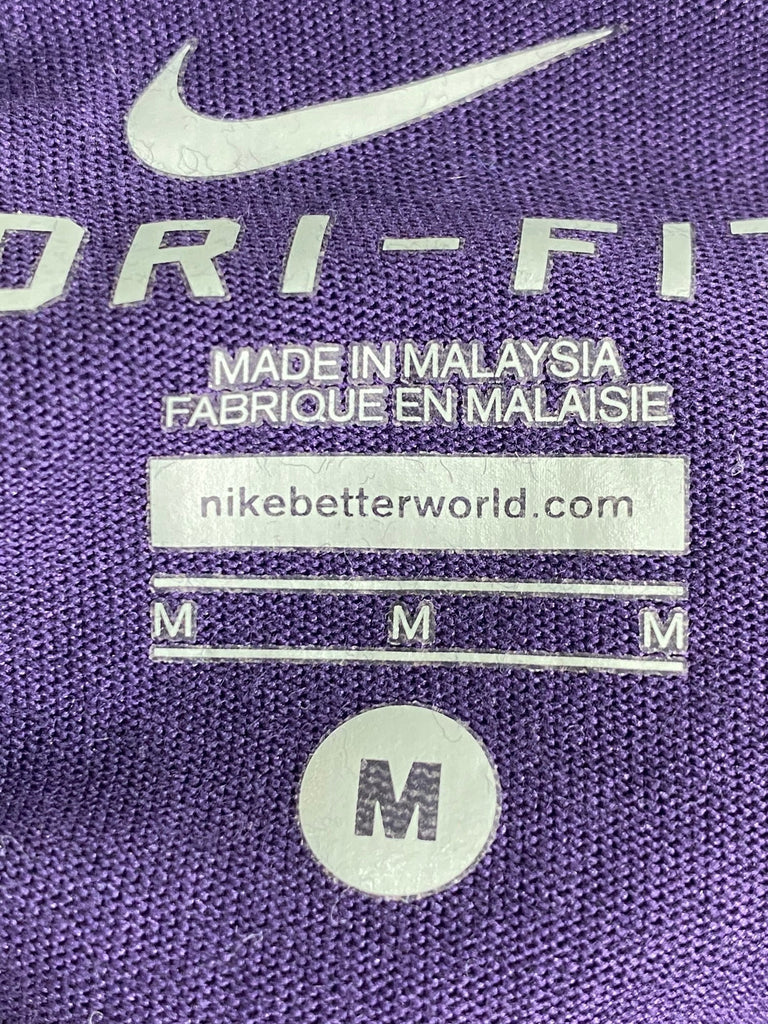 DRI-FIT
MADE IN MALAYSIA
FABRIQUE EN MALAISIE
nikebetterworld.com
M M M
M